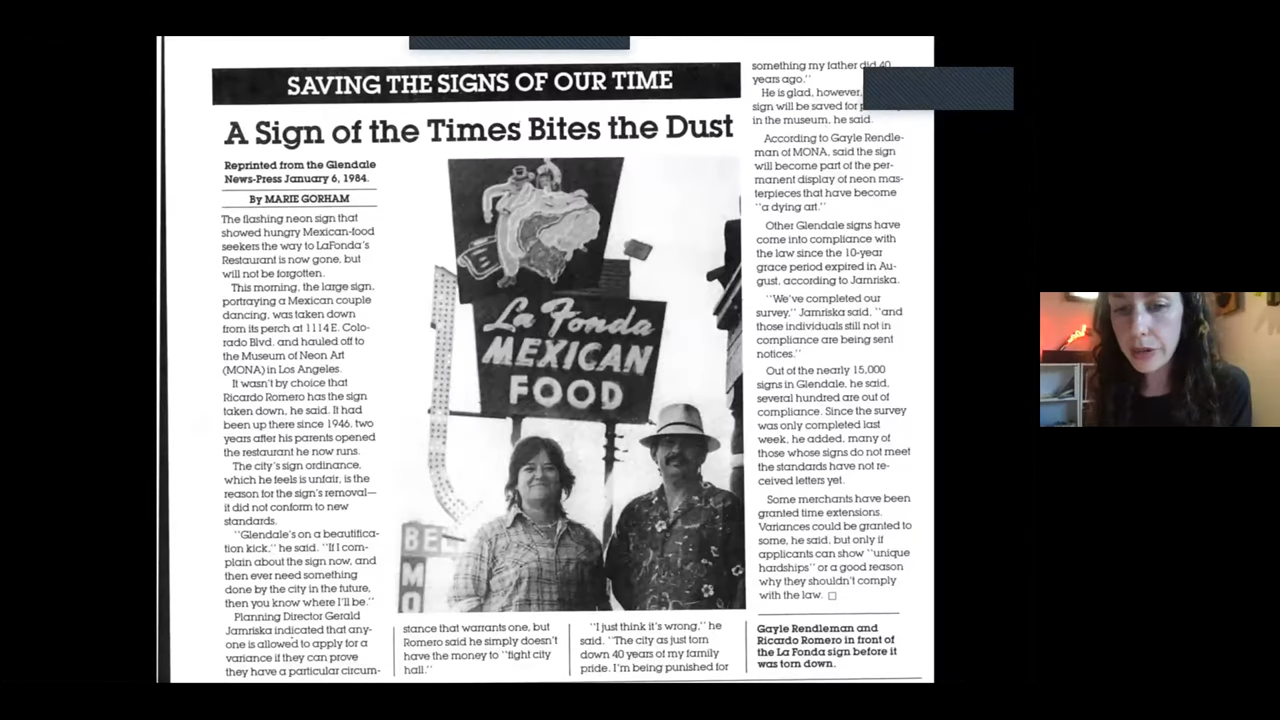 SAVING THE SIGNS OF OUR TIME
A Sign of the Times Bites the Dust
Reprinted from the Glendale
News-Press January 6, 1984.
By MARIE GORHAM
The flashing neon sign that
showed hungry Mexican-food
seekers the way to LaFonda's
Restaurant is now gone, but
will not be forgotten.
This morning, the large sign,
portraying a Mexican couple
dancing, was taken down
from its perch at 1114 E. Colo-
rado Blvd. and hauled off to
the Museum of Neon Art
(MONA) in Los Angeles.
It wasn't by choice that
Ricardo Romero has the sign
taken down, he said. It had
been up there since 1946, two
years after his parents opened
the restaurant he now runs.
The city's sign ordinance,
which he feels is unfair, is the
reason for the sign's removal—
it did not conform to new
standards.
"Glendale's on a beautifica-
tion kick," he said. "If I com-
plain about the sign now, and
then ever need something
done by the city in the future,
then you know where I'll be."
Planning Director Gerald
Jamriska indicated that any-
one is allowed to apply for a
variance if they can prove
they have a particular circum-
La Fonda
MEXICAN
FOOD
BEL
MO
stance that warrants one, but
Romero said he simply doesn't
have the money to "fight city
hall."
"I just think it's wrong," he
said. "The city as just torn
down 40 years of my family
pride. I'm being punished for
something my father did 40
years ago."
He is glad, however,
sign will be saved for
in the museum, he said.
According to Gayle Rendle-
man of MONA, said the sign
will become part of the per-
manent display of neon mas-
terpieces that have become
"a dying art."
Other Glendale signs have
come into compliance with
the law since the 10-year
grace period expired in Au-
gust, according to Jamriska.
"We've completed our
survey," Jamriska said, "and
those individuals still not in
compliance are being sent
notices."
Out of the nearly 15,000
signs in Glendale, he said,
several hundred are out of
compliance. Since the survey
was only completed last
week, he added, many of
those whose signs do not meet
the standards have not re-
ceived letters yet.
Some merchants have been
granted time extensions.
Variances could be granted to
some, he said, but only if
applicants can show "unique
hardships" or a good reason
why they shouldn't comply
with the law.
Gayle Rendleman and
Ricardo Romero in front of
the La Fonda sign before it
was torn down.